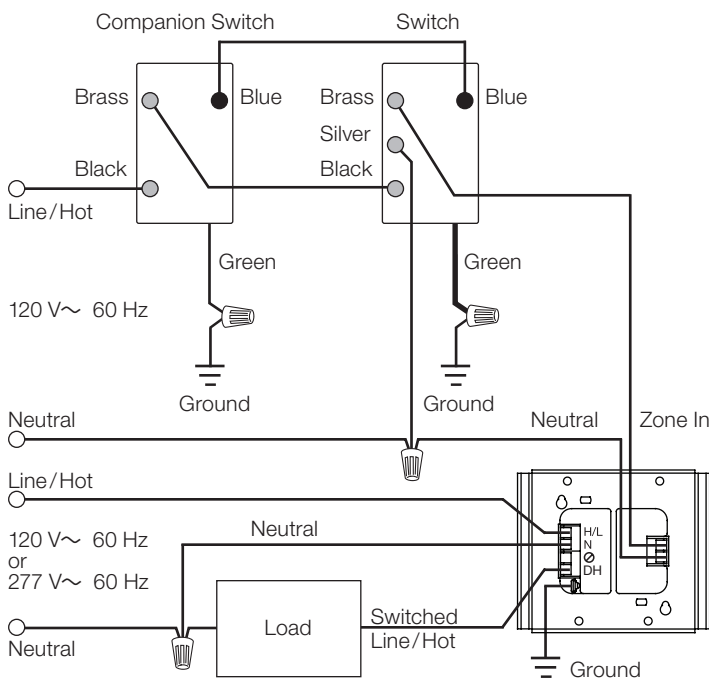 Companion Switch
Switch
Brass
Blue
Brass
Blue
Silver
Black
Black
Line/Hot
Green
Green
120 V~ 60 Hz
Ground
Ground
Neutral
Neutral
Zone In
Line/Hot
Neutral
H/L
N
DH
120 V~ 60 Hz
or
277 V~ 60 Hz
Load
Switched
Line/Hot
Neutral
Ground